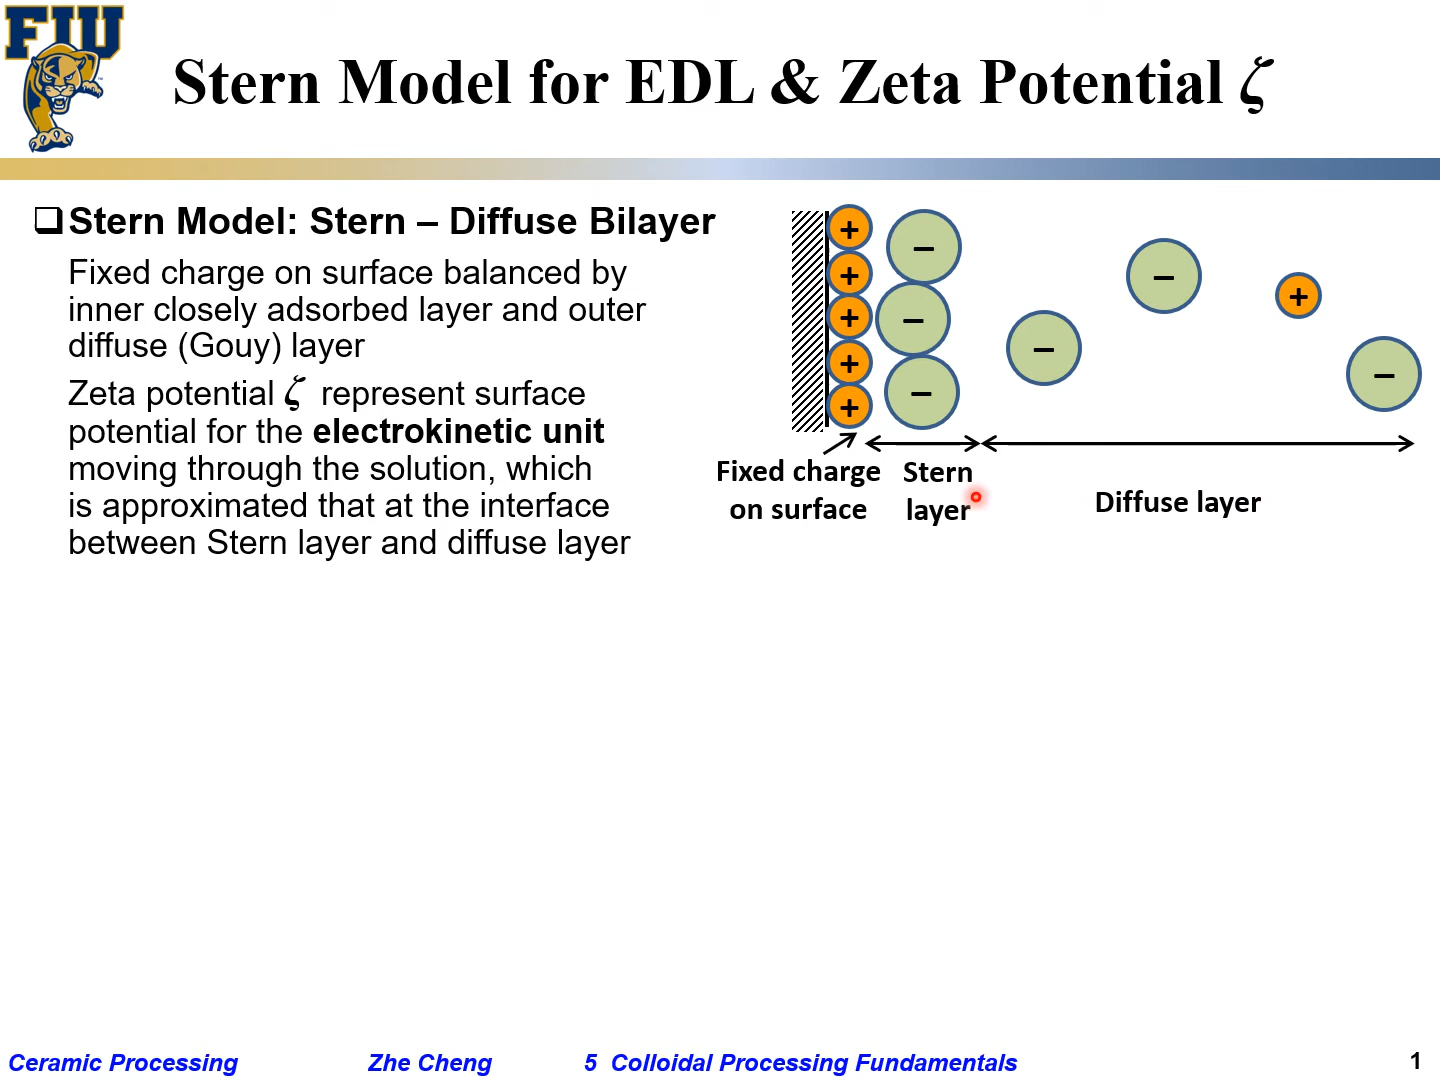 FIU
Stern Model for EDL & Zeta Potential ζ
Stern Model: Stern – Diffuse Bilayer
Fixed charge on surface balanced by
inner closely adsorbed layer and outer
diffuse (Gouy) layer
Zeta potential ζ represent surface
potential for the electrokinetic unit
moving through the solution, which
is approximated that at the interface
between Stern layer and diffuse layer
+ –
+ –
+ –
+
+
– – + –
Fixed charge
on surface
Stern
layer
Diffuse layer
Ceramic Processing Zhe Cheng 5 Colloidal Processing Fundamentals 1